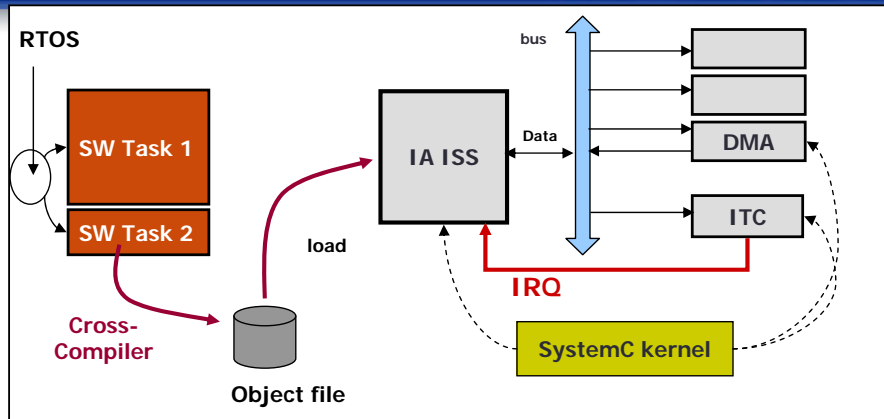 RTOS
SW Task 1
SW Task 2
Cross-
Compiler
Object file
load
IA ISS
Data
bus
DMA
ITC
IRQ
SystemC kernel